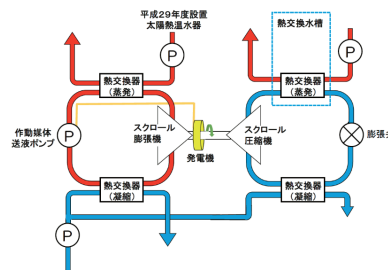 平成29年度設置
太陽熱温水器
熱交換水槽
P
P
熱交換器
(蒸発)
熱交換器
(蒸発)
作動媒体
送液ポンプ
P
スクロール
膨張機
発電機
スクロール
圧縮機
膨張弁
熱交換器
(凝縮)
熱交換器
(凝縮)
P